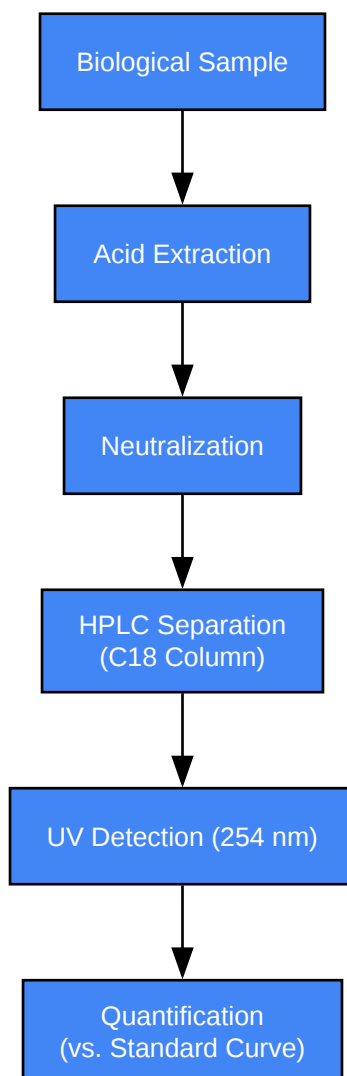 Biological Sample
Acid Extraction
Neutralization
HPLC Separation
(C18 Column)
UV Detection (254 nm)
Quantification
(vs. Standard Curve)